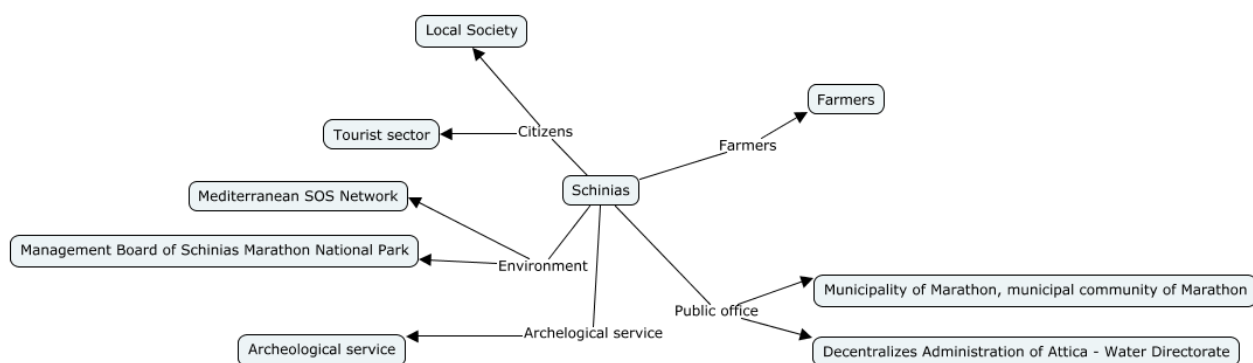 Local Society
Farmers
Tourist sector
Citizens
Farmers
Schinias
Mediterranean SOS Network
Management Board of Schinias Marathon National Park
Environment
Municipality of Marathon, municipal community of Marathon
Public office
Archelogical service
Archeological service
Decentralizes Administration of Attica - Water Directorate